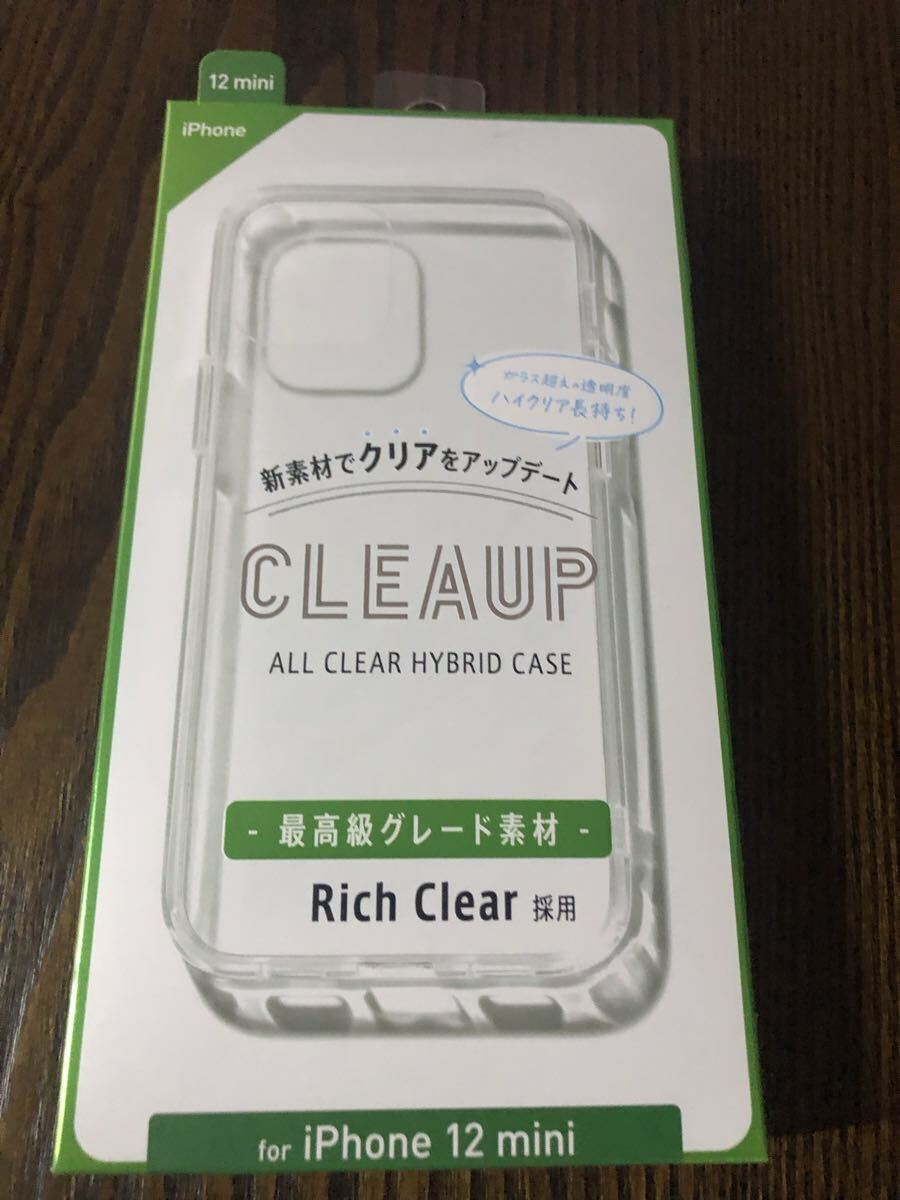 12 mini
iPhone
ガラス超えの透明度
ハイクリア長持ち!
新素材でクリアをアップデート
CLEAUP
ALL CLEAR HYBRID CASE
- 最高級グレード素材 -
Rich Clear 採用
for iPhone 12 mini